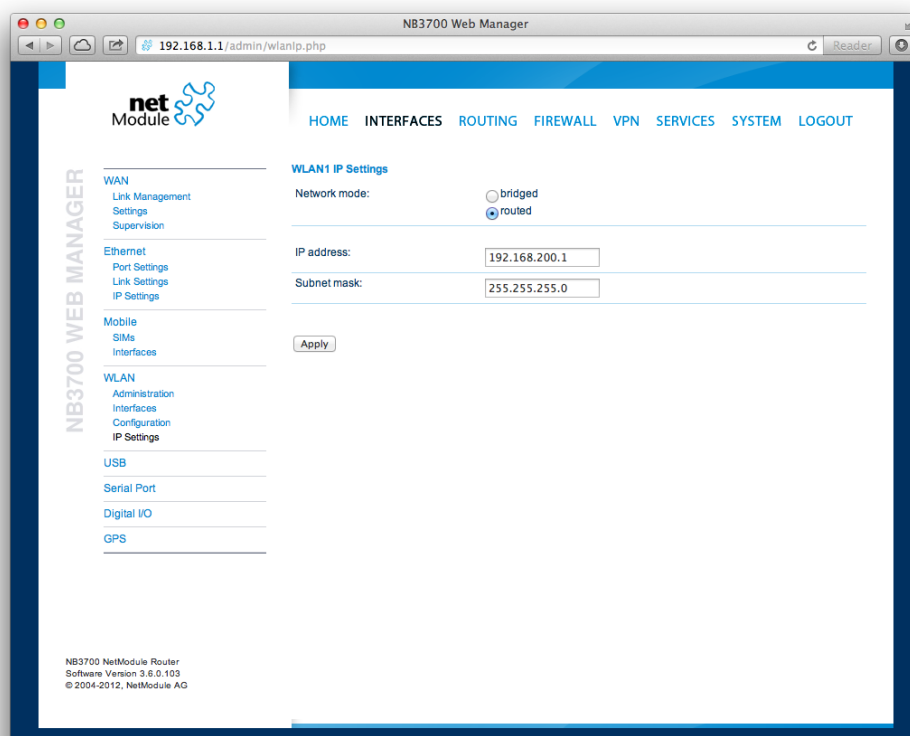 NB3700 Web Manager
192.168.1.1/admin/wlanIp.php
Reader
net
Module
HOME INTERFACES ROUTING FIREWALL VPN SERVICES SYSTEM LOGOUT
NB3700 WEB MANAGER
WAN
Link Management
Settings
Supervision
Ethernet
Port Settings
Link Settings
IP Settings
Mobile
SIMs
Interfaces
WLAN
Administration
Interfaces
Configuration
IP Settings
USB
Serial Port
Digital I/O
GPS
WLAN1 IP Settings
Network mode: bridged
routed
IP address: 192.168.200.1
Subnet mask: 255.255.255.0
Apply
NB3700 NetModule Router
Software Version 3.6.0.103
© 2004-2012, NetModule AG